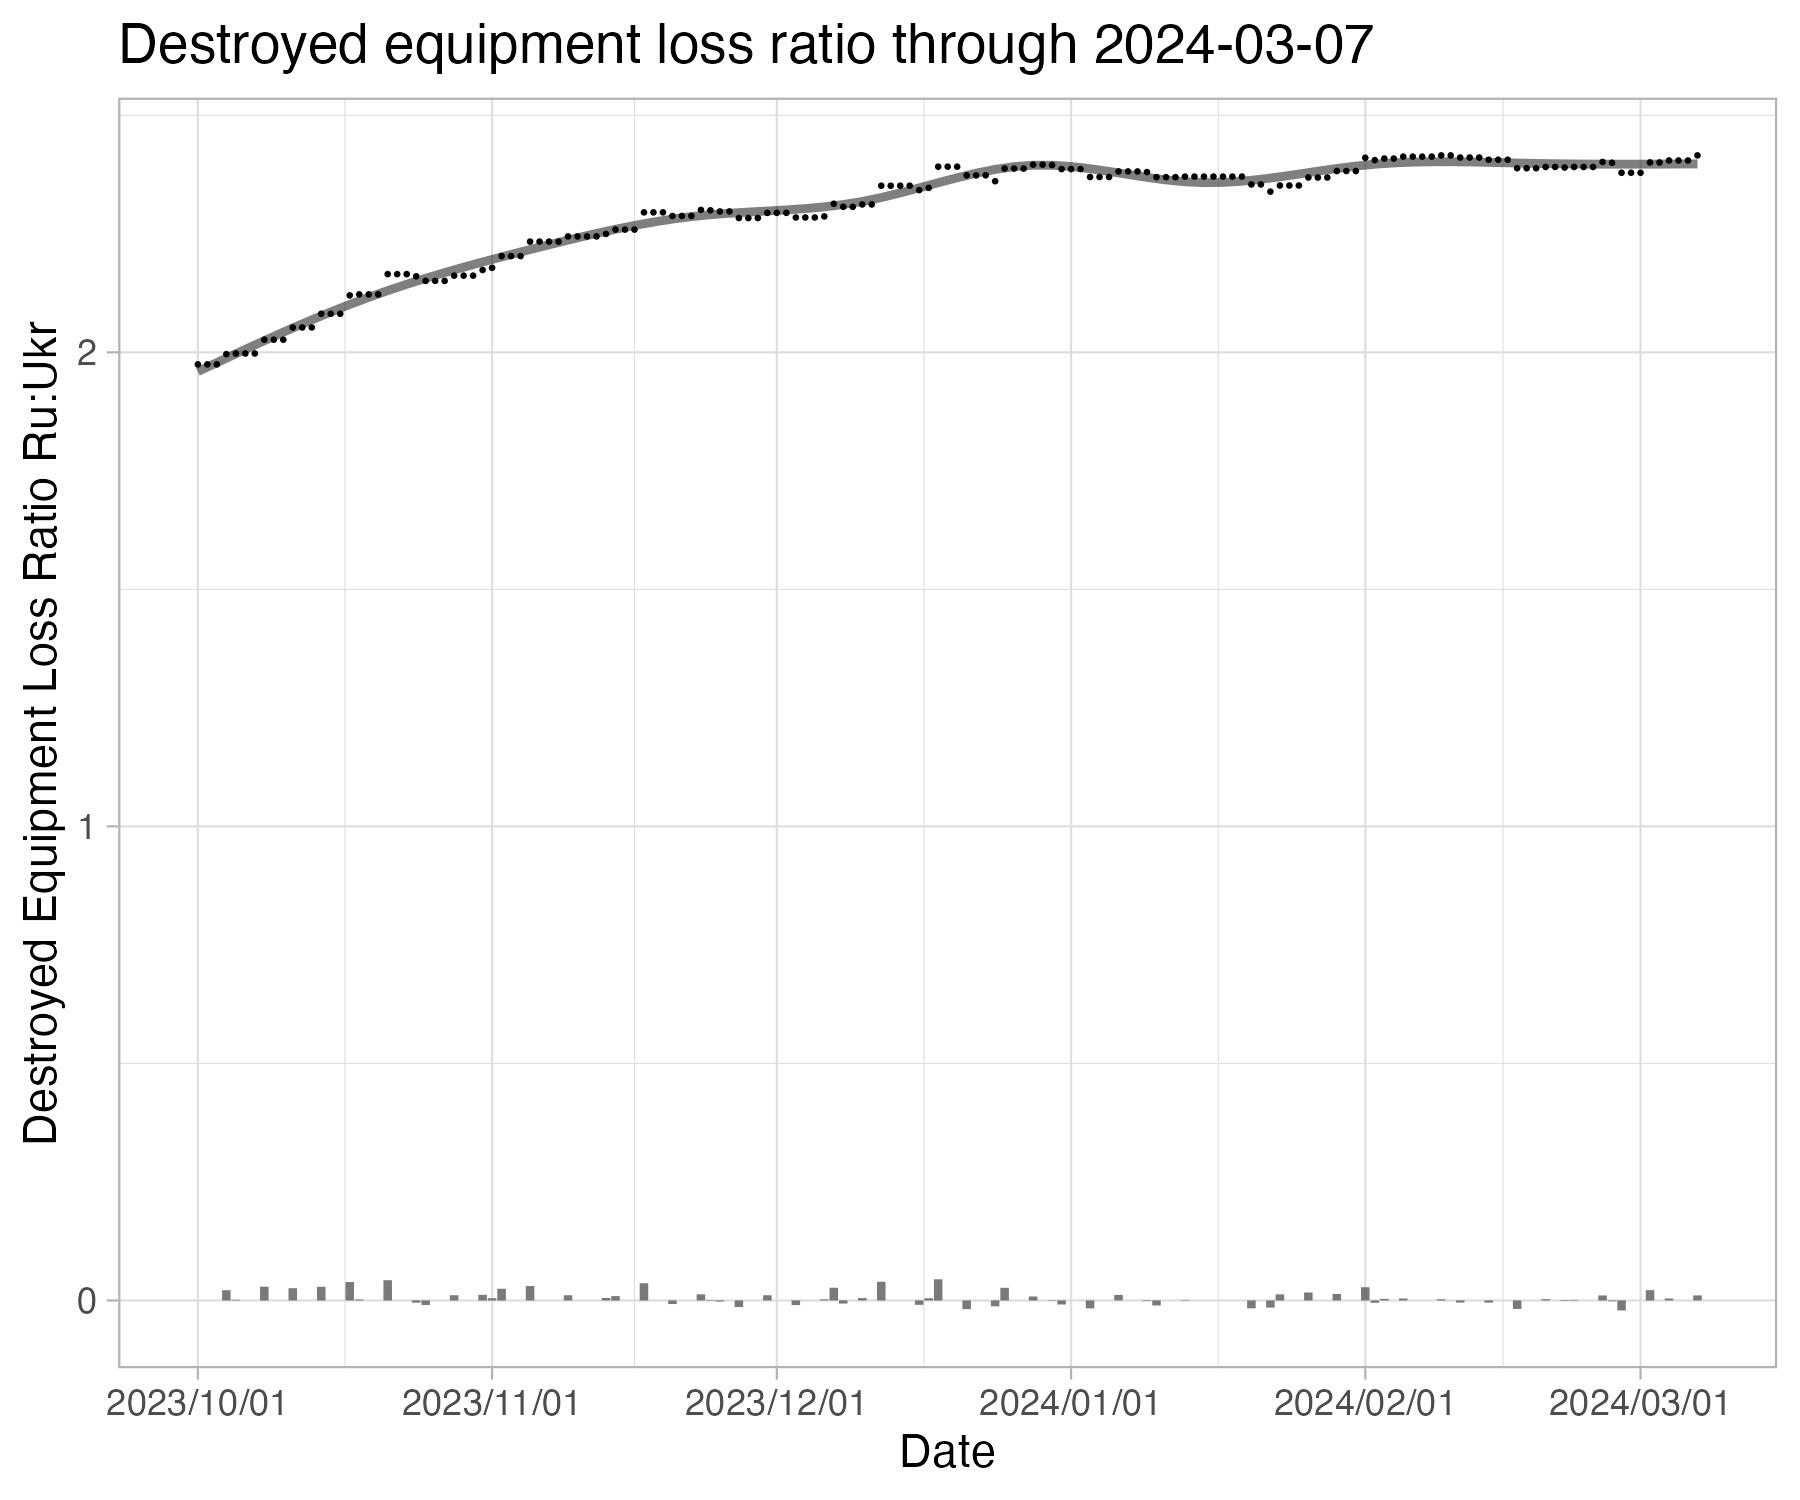 Destroyed equipment loss ratio through 2024-03-07
Destroyed Equipment Loss Ratio Ru:Ukr
2
1
0
2023/10/01 2023/11/01 2023/12/01 2024/01/01 2024/02/01 2024/03/01
Date